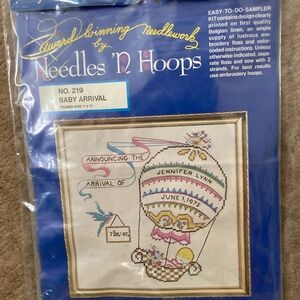 Award winning Needlework
by
Needles 'N Hoops
EASY-TO-DO-SAMPLER
KIT contains design clearly
printed on first quality
Belgian linen, an ample
supply of lustrous em-
broidery floss and color-
coded instructions. Unless
otherwise indicated, sepa-
rate floss and sew with 2
strands. For best results
use embroidery hoops.
NO. 219
BABY ARRIVAL
ANNOUNCING THE
ARRIVAL OF
JENNIFER LYNN
JUNE 1, 1975